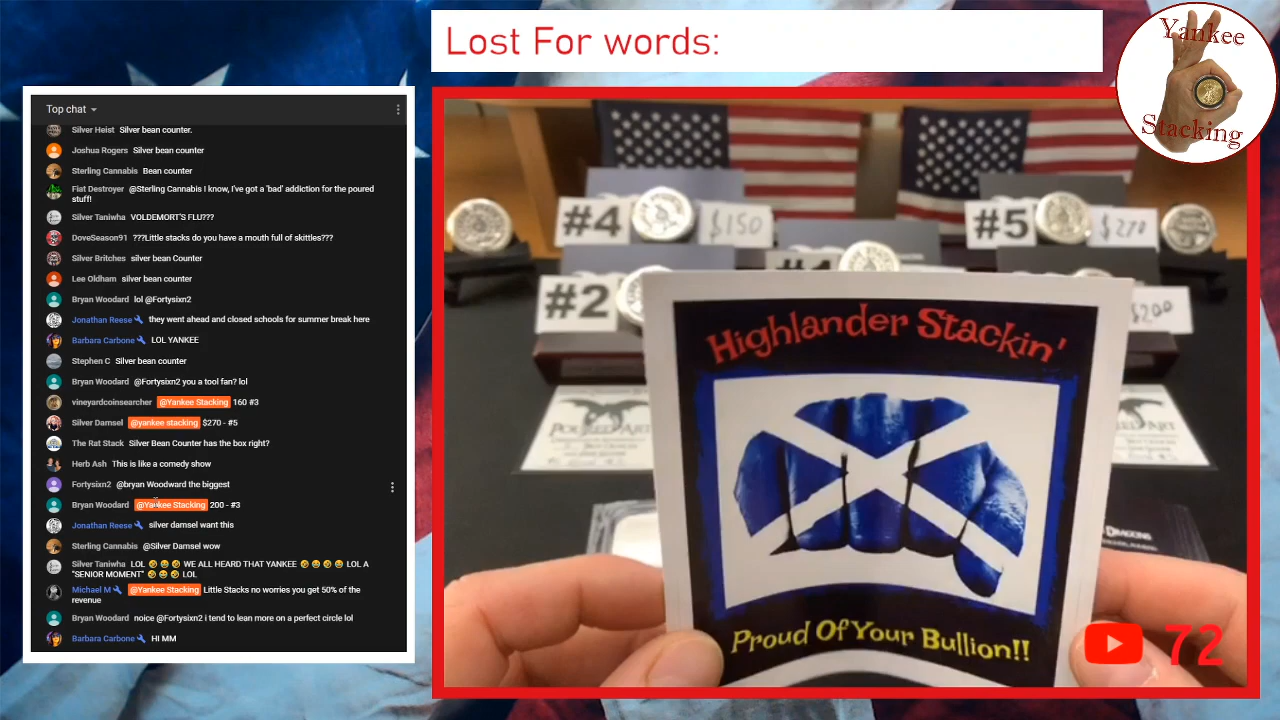 Lost For words:
Yankee
Stacking
Top chat
Silver Heist Silver bean counter.
Joshua Rogers Silver bean counter
Sterling Cannabis Bean counter
Fiat Destroyer @Sterling Cannabis I know, I've got a 'bad' addiction for the poured
stuff!
Silver Taniwha VOLDEMORT'S FLU???
DoveSeason91 ???Little stacks do you have a mouth full of skittles???
Silver Britches silver bean Counter
Lee Oldham silver bean counter
Bryan Woodard lol @Fortysixn2
Jonathan Reese they went ahead and closed schools for summer break here
Barbara Carbone LOL YANKEE
Stephen C Silver bean counter
Bryan Woodard @Fortysixn2 you a tool fan? lol
vineyardcoinsearcher @Yankee Stacking 160 #3
Silver Damsel @yankee stacking $270 - #5
The Rat Stack Silver Bean Counter has the box right?
Herb Ash This is like a comedy show
Fortysixn2 @bryan Woodward the biggest
Bryan Woodard @Yankee Stacking 200 - #3
Jonathan Reese silver damsel want this
Sterling Cannabis @Silver Damsel wow
Silver Taniwha LOL 🤣😂🤣 WE ALL HEARD THAT YANKEE 🤣😂🤣😂 LOL A
"SENIOR MOMENT" 🤣😂🤣 LOL
Michael M @Yankee Stacking Little Stacks no worries you get 50% of the
revenue
Bryan Woodard noice @Fortysixn2 i tend to lean more on a perfect circle lol
Barbara Carbone HI MM
#4
$150
#5
$270
#2
$200
POURED ART
DRAGONS
Highlander Stackin'
Proud Of Your Bullion!!
72